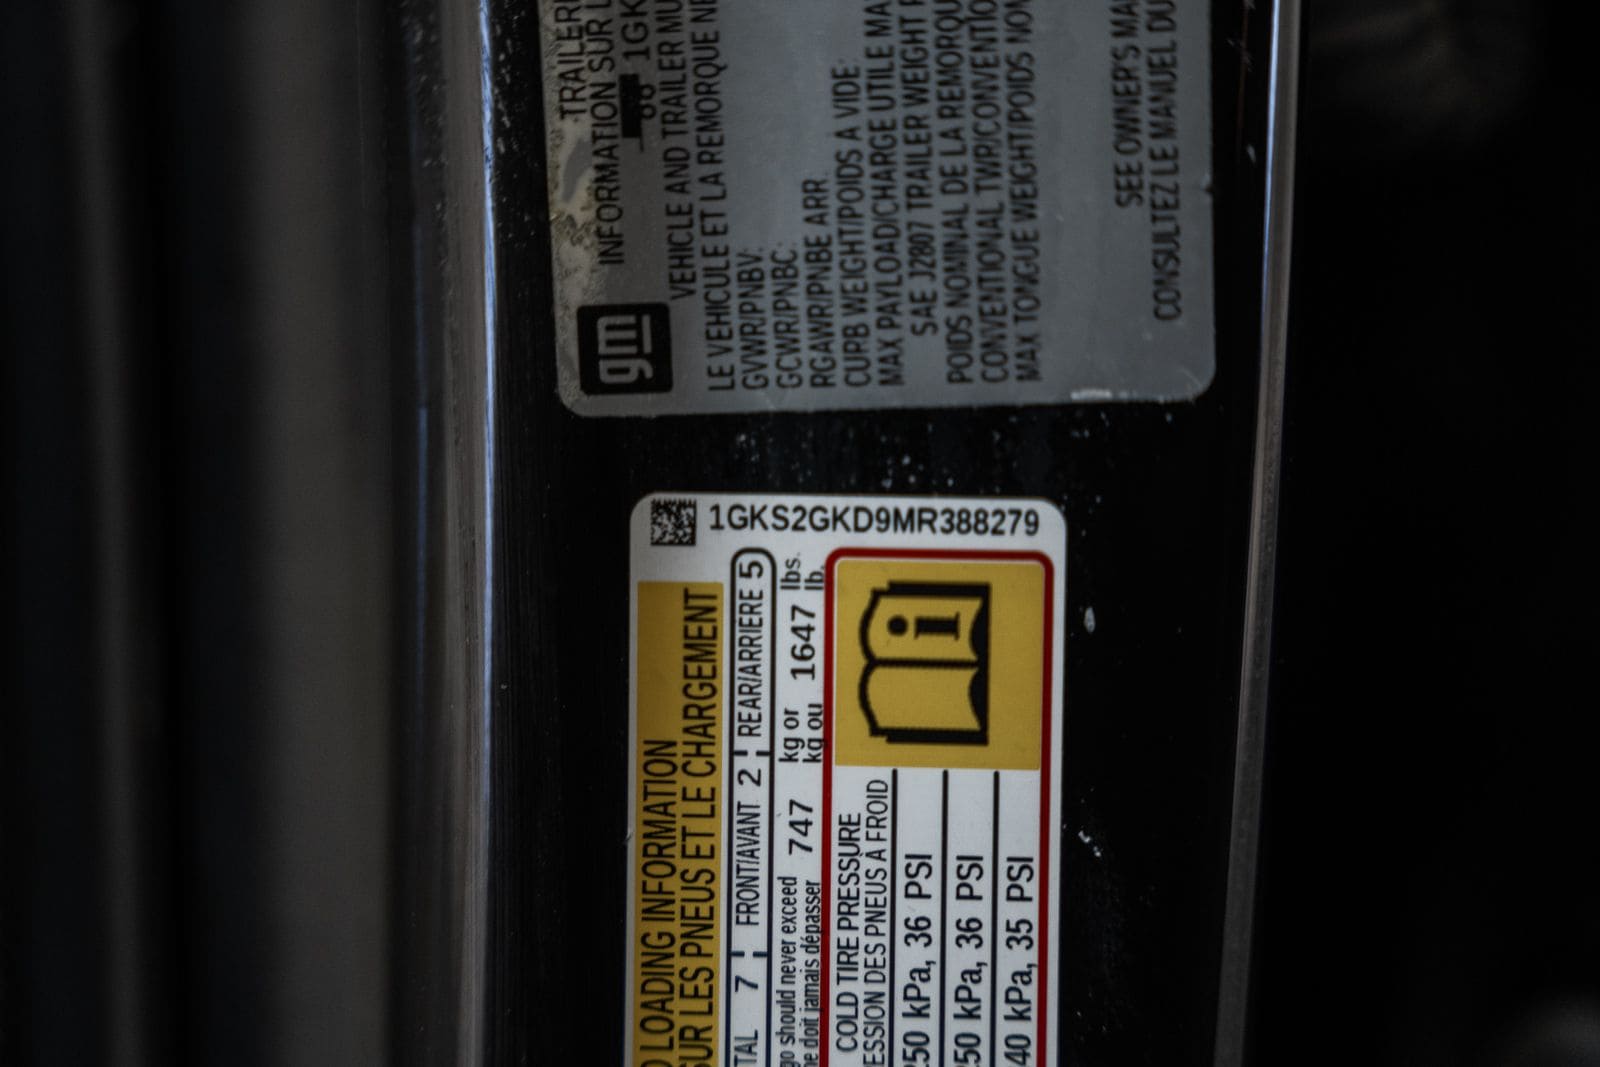 TRAILER
INFORMATION SUR L
1GK
gm
VEHICLE AND TRAILER MU
LE VEHICULE ET LA REMORQUE NE
GVWR/PNBV:
GCWR/PNBC:
RGAWR/PNBE ARR
CURB WEIGHT/POIDS A VIDE:
MAX PAYLOAD/CHARGE UTILE MA
SAE J2807 TRAILER WEIGHT R
POIDS NOMINAL DE LA REMORQU
CONVENTIONAL TWR/CONVENTIO
MAX TONGUE WEIGHT/POIDS NOM
SEE OWNER'S MA
CONSULTEZ LE MANUEL DU
1GKS2GKD9MR388279
D LOADING INFORMATION
SUR LES PNEUS ET LE CHARGEMENT
TAL 7 FRONT/AVANT 2 REAR/ARRIERE 5
go should never exceed 747 kg or 1647 lbs.
ne doit jamais dépasser kg ou lb.
COLD TIRE PRESSURE
ESSION DES PNEUS À FROID
250 kPa, 36 PSI
250 kPa, 36 PSI
40 kPa, 35 PSI
i